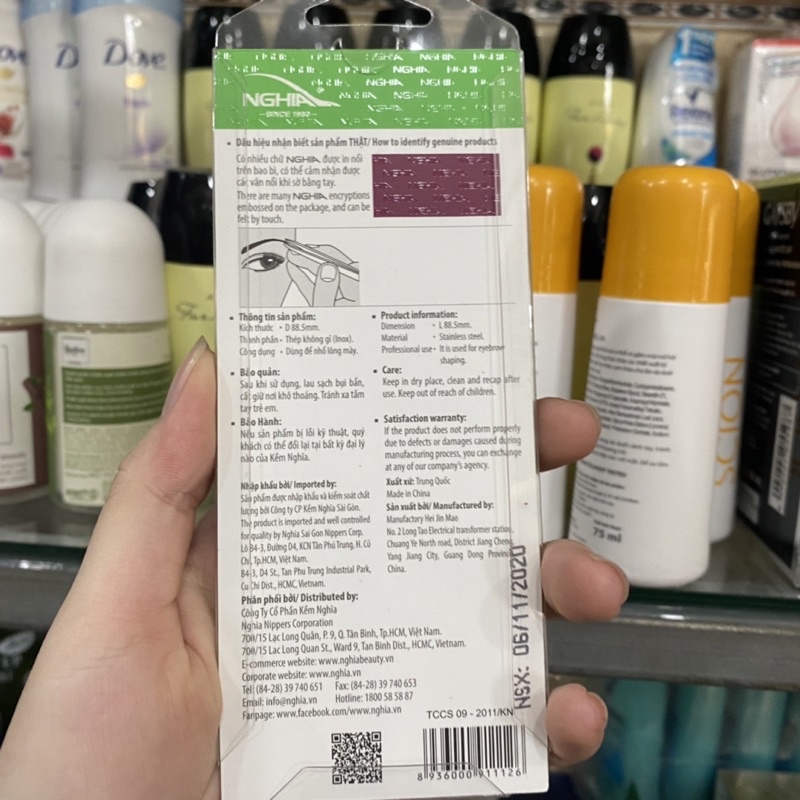 NGHIA
SINCE 1992
• Dấu hiệu nhận biết sản phẩm THẬT/ How to identify genuine products
Có nhiều chữ NGHIA được in nổi
trên bao bì, có thể cảm nhận được
các vân nổi khi sờ bằng tay.
There are many NGHIA encryptions
embossed on the package, and can be
felt by touch.
• Thông tin sản phẩm:
Kích thước • D 88.5mm.
Thành phần • Thép không gỉ (Inox).
Công dụng • Dùng để nhổ lông mày.
• Bảo quản:
Sau khi sử dụng, lau sạch bụi bẩn,
cất giữ nơi khô thoáng. Tránh xa tầm
tay trẻ em.
• Bảo Hành:
Nếu sản phẩm bị lỗi kỹ thuật, quý
khách có thể đổi lại tại bất kỳ đại lý
nào của Kềm Nghĩa.
• Product information:
Dimension • L 88.5mm.
Material • Stainless steel.
Professional use • It is used for eyebrow
shaping.
• Care:
Keep in dry place, clean and recap after
use. Keep out of reach of children.
• Satisfaction warranty:
If the product does not perform properly
due to defects or damages caused during
manufacturing process, you can exchange
at any of our company's agency.
Nhập khẩu bởi/ Imported by:
Sản phẩm được nhập khẩu và kiểm soát chất
lượng bởi Công ty CP Kềm Nghĩa Sài Gòn.
The product is imported and well controlled
for quality by Nghia Sai Gon Nippers Corp.
Lô B4-3, Đường D4, KCN Tân Phú Trung, H. Củ
Chi, Tp.HCM, Việt Nam.
B4-3, D4 St., Tan Phu Trung Industrial Park,
Cu Chi Dist., HCMC, Vietnam.
Xuất xứ: Trung Quốc
Made in China
Sản xuất bởi/ Manufactured by:
Manufactory Hei Jin Mao
No. 2 Long Tao Electrical transformer station,
Chuang Ye North road, District Jiang Cheng,
Yang Jiang City, Guang Dong Province,
China.
Phân phối bởi/ Distributed by:
Công Ty Cổ Phần Kềm Nghĩa
Nghia Nippers Corporation
700/15 Lạc Long Quân, P. 9, Q. Tân Bình, Tp.HCM, Việt Nam.
700/15 Lac Long Quan St., Ward 9, Tan Binh Dist., HCMC, Vietnam.
E-commerce website: www.nghiabeauty.vn
Corporate website: www.nghia.vn
Tel: (84-28) 39 740 651 Fax: (84-28) 39 740 653
Email: info@nghia.vn Hotline: 1800 58 58 87
Fanpage: www.facebook.com/www.nghia.vn
NSX: 06/11/2020
TCCS 09 - 2011/KN
8 936000 911126
Dove
75 ml